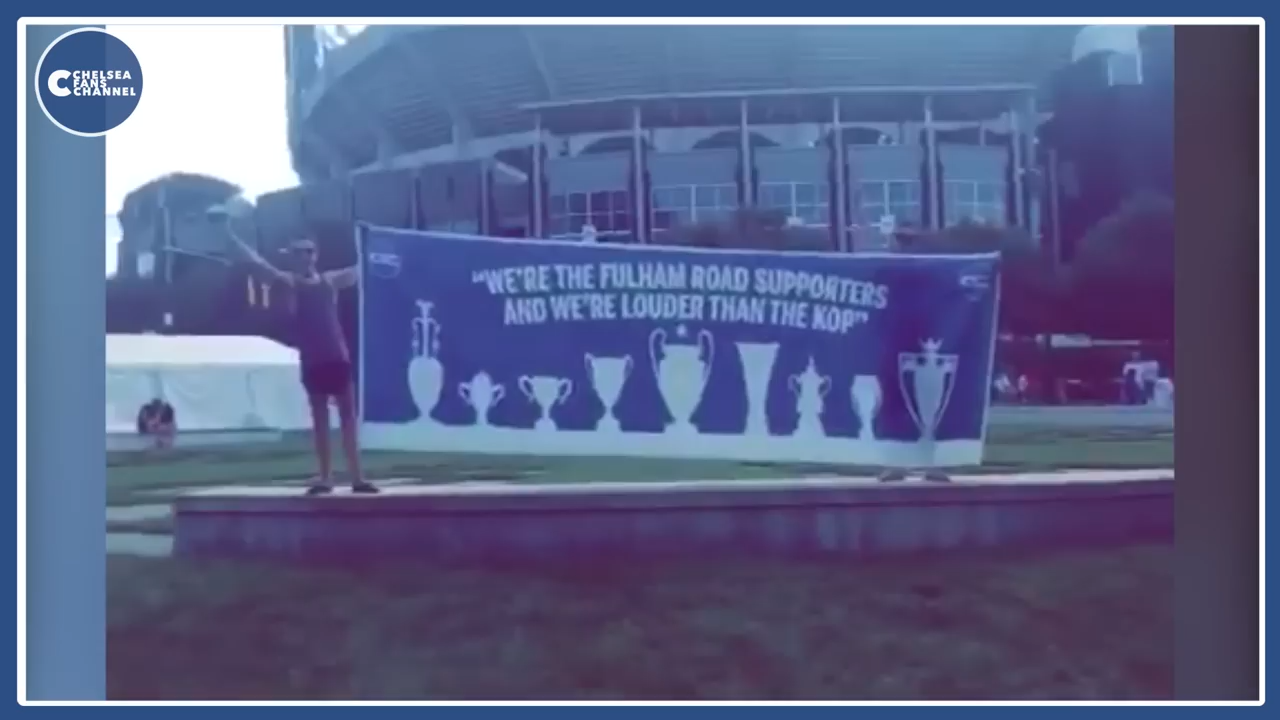 CHELSEA
FANS
CHANNEL
“WE'RE THE FULHAM ROAD SUPPORTERS
AND WE'RE LOUDER THAN THE KOP”